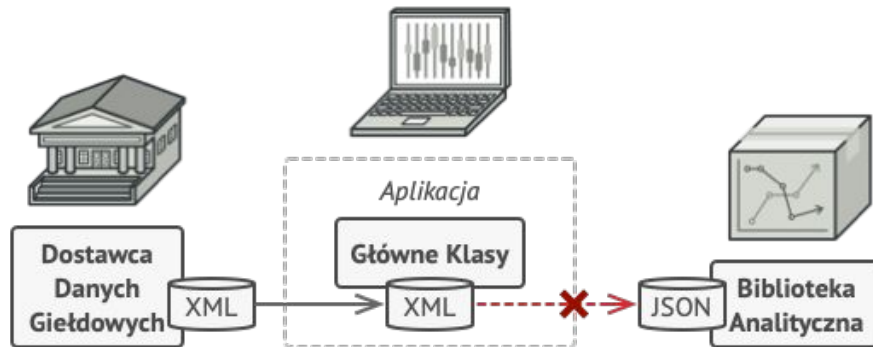 Aplikacja
Dostawca
Danych
Giełdowych
XML
Główne Klasy
XML
JSON
Biblioteka
Analityczna